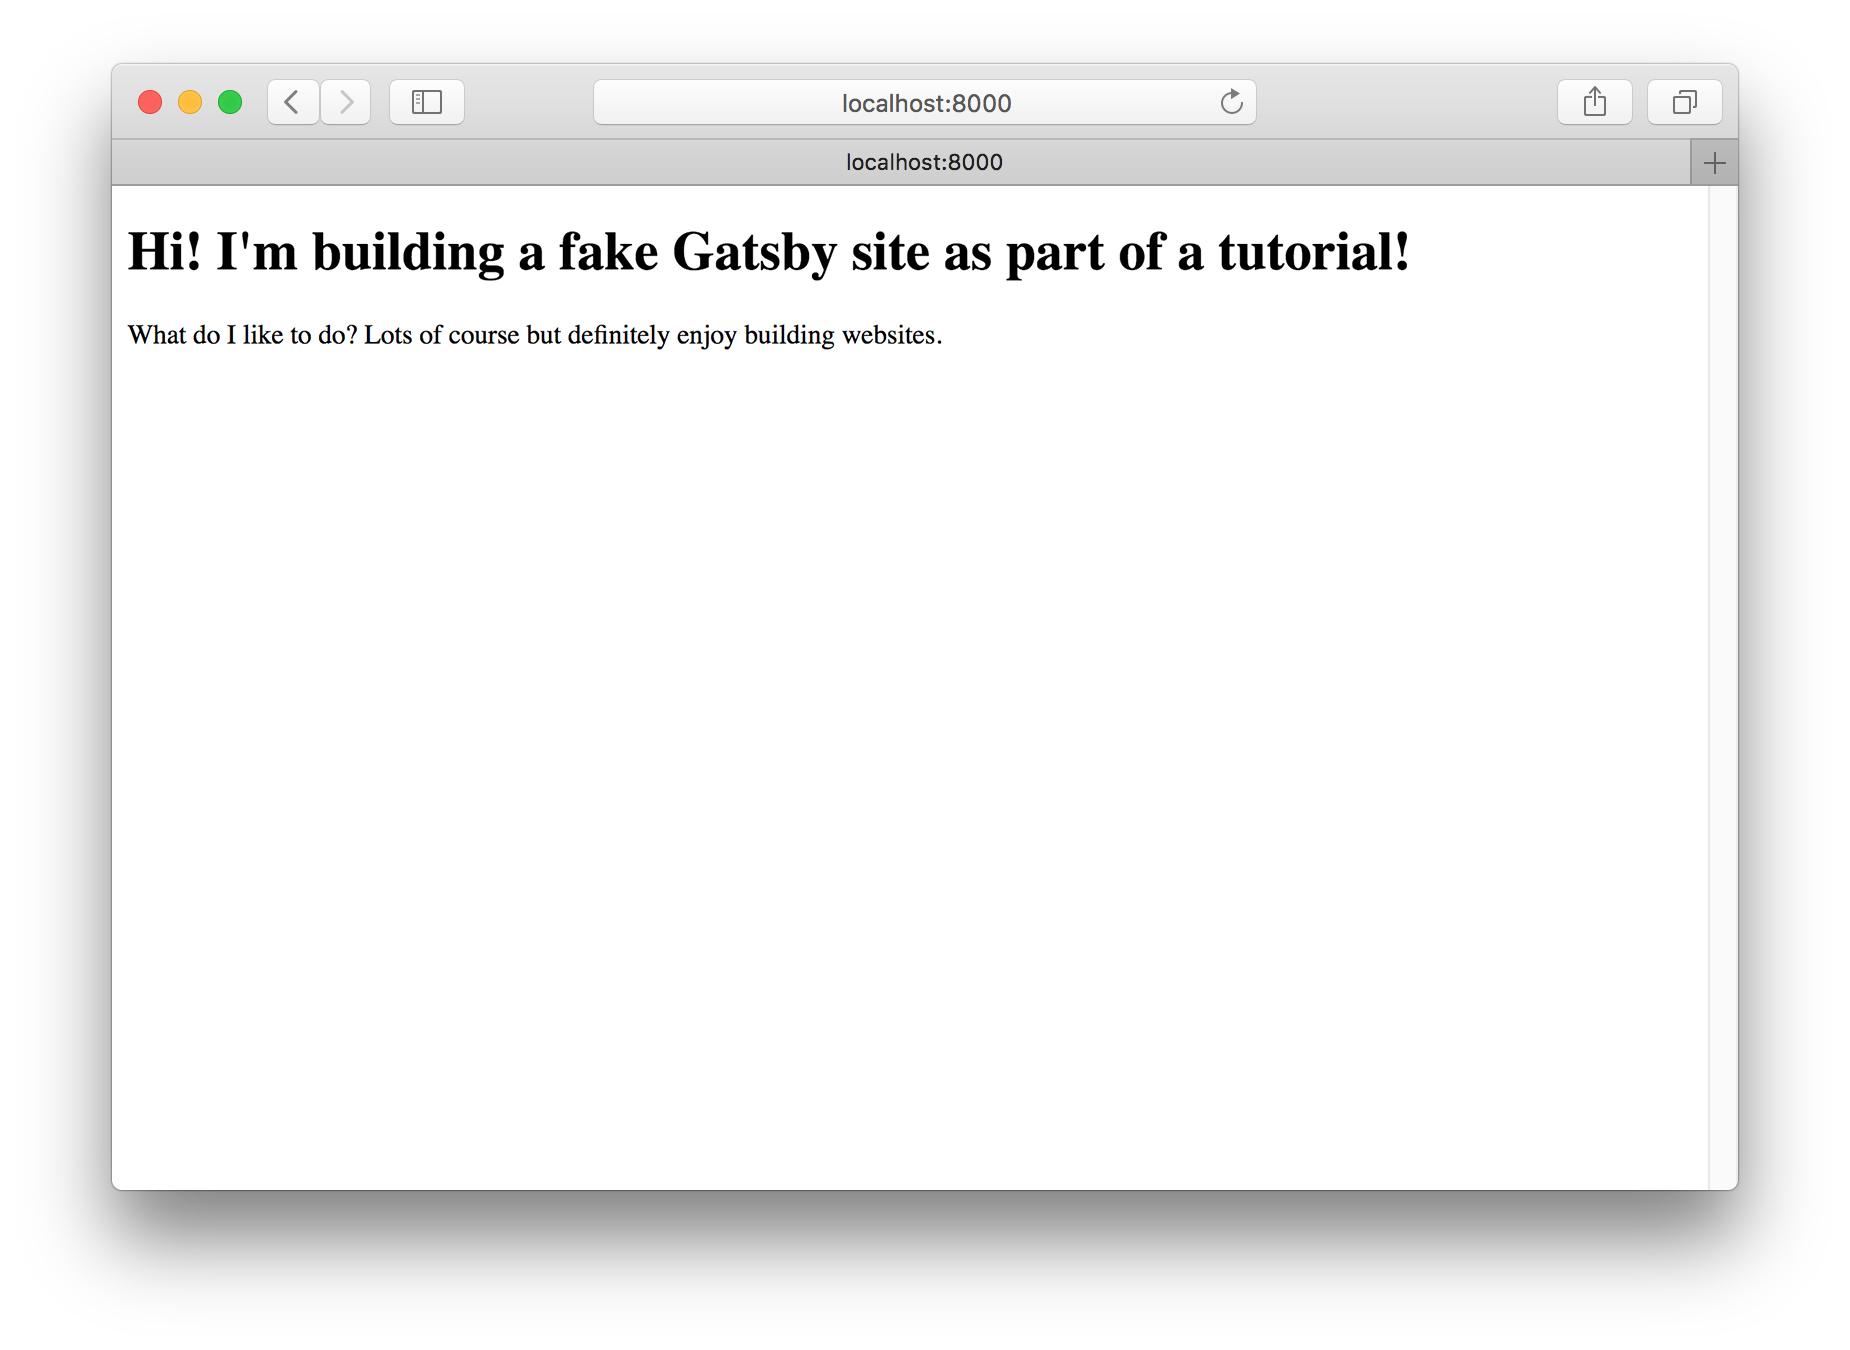 localhost:8000
localhost:8000
Hi! I'm building a fake Gatsby site as part of a tutorial!
What do I like to do? Lots of course but definitely enjoy building websites.